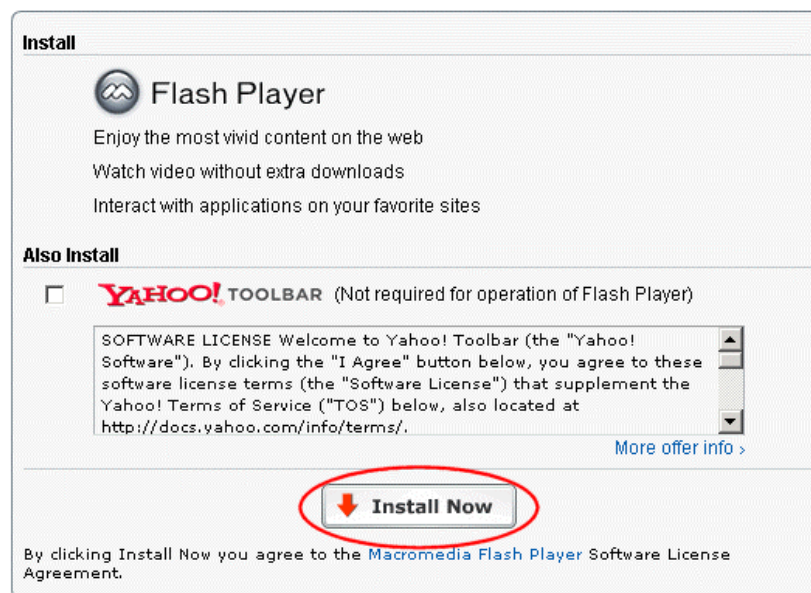 Install
Flash Player
Enjoy the most vivid content on the web
Watch video without extra downloads
Interact with applications on your favorite sites
Also Install
YAHOO! TOOLBAR (Not required for operation of Flash Player)
SOFTWARE LICENSE Welcome to Yahoo! Toolbar (the "Yahoo!
Software"). By clicking the "I Agree" button below, you agree to these
software license terms (the "Software License") that supplement the
Yahoo! Terms of Service ("TOS") below, also located at
http://docs.yahoo.com/info/terms/.
More offer info ›
Install Now
By clicking Install Now you agree to the Macromedia Flash Player Software License
Agreement.